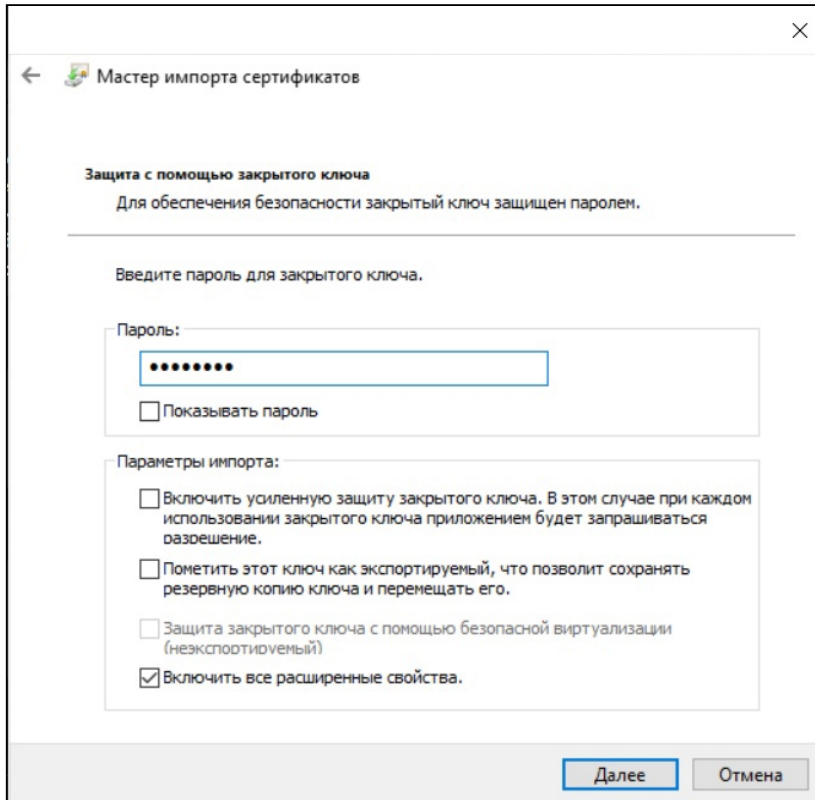 Мастер импорта сертификатов
Защита с помощью закрытого ключа
Для обеспечения безопасности закрытый ключ защищен паролем.
Введите пароль для закрытого ключа.
Пароль:
••••••••
Показывать пароль
Параметры импорта:
Включить усиленную защиту закрытого ключа. В этом случае при каждом
использовании закрытого ключа приложением будет запрашиваться
разрешение.
Пометить этот ключ как экспортируемый, что позволит сохранять
резервную копию ключа и перемещать его.
Защита закрытого ключа с помощью безопасной виртуализации
(неэкспортируемый)
Включить все расширенные свойства.
Далее
Отмена